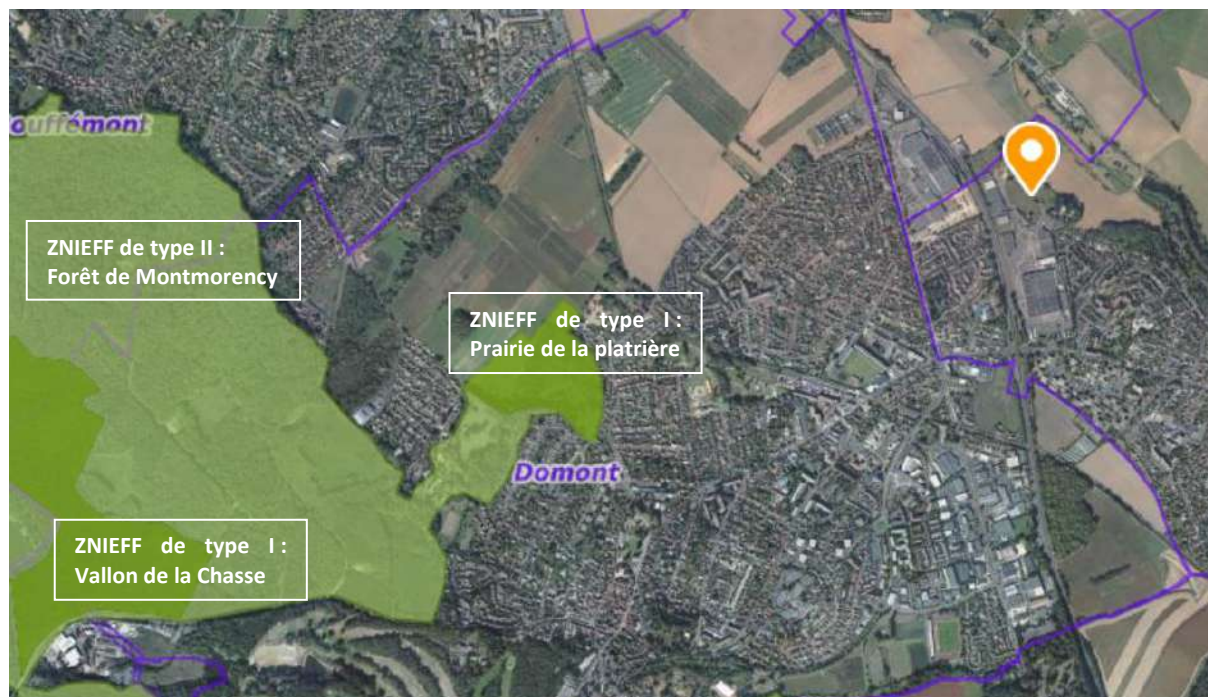 ouffémont
ZNIEFF de type II :
Forêt de Montmorency
ZNIEFF de type I :
Prairie de la platrière
Domont
ZNIEFF de type I :
Vallon de la Chasse